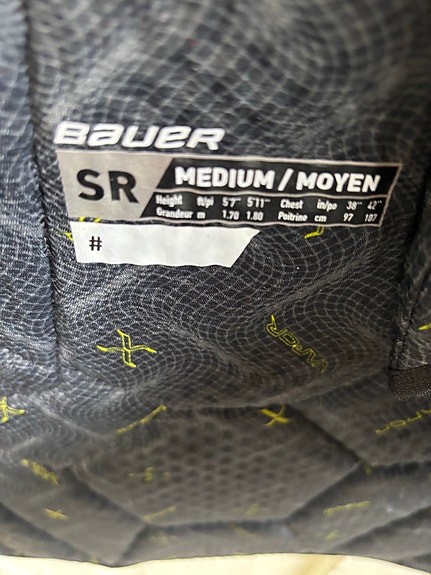 BAUER
SR MEDIUM / MOYEN
Height ft/pi 5'7" 5'11" Chest in/po 38" 42"
Grandeur m 1.70 1.80 Poitrine cm 97 107
#
X VAPOR
X